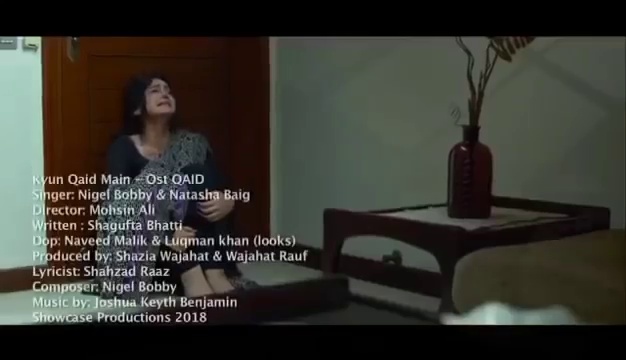 Kyun Qaid Main - Ost QAID
Singer: Nigel Bobby & Natasha Baig
Director: Mohsin Ali
Written : Shagufta Bhatti
Dop: Naveed Malik & Luqman khan (looks)
Produced by: Shazia Wajahat & Wajahat Rauf
Lyricist: Shahzad Raaz
Composer: Nigel Bobby
Music by: Joshua Keyth Benjamin
Showcase Productions 2018